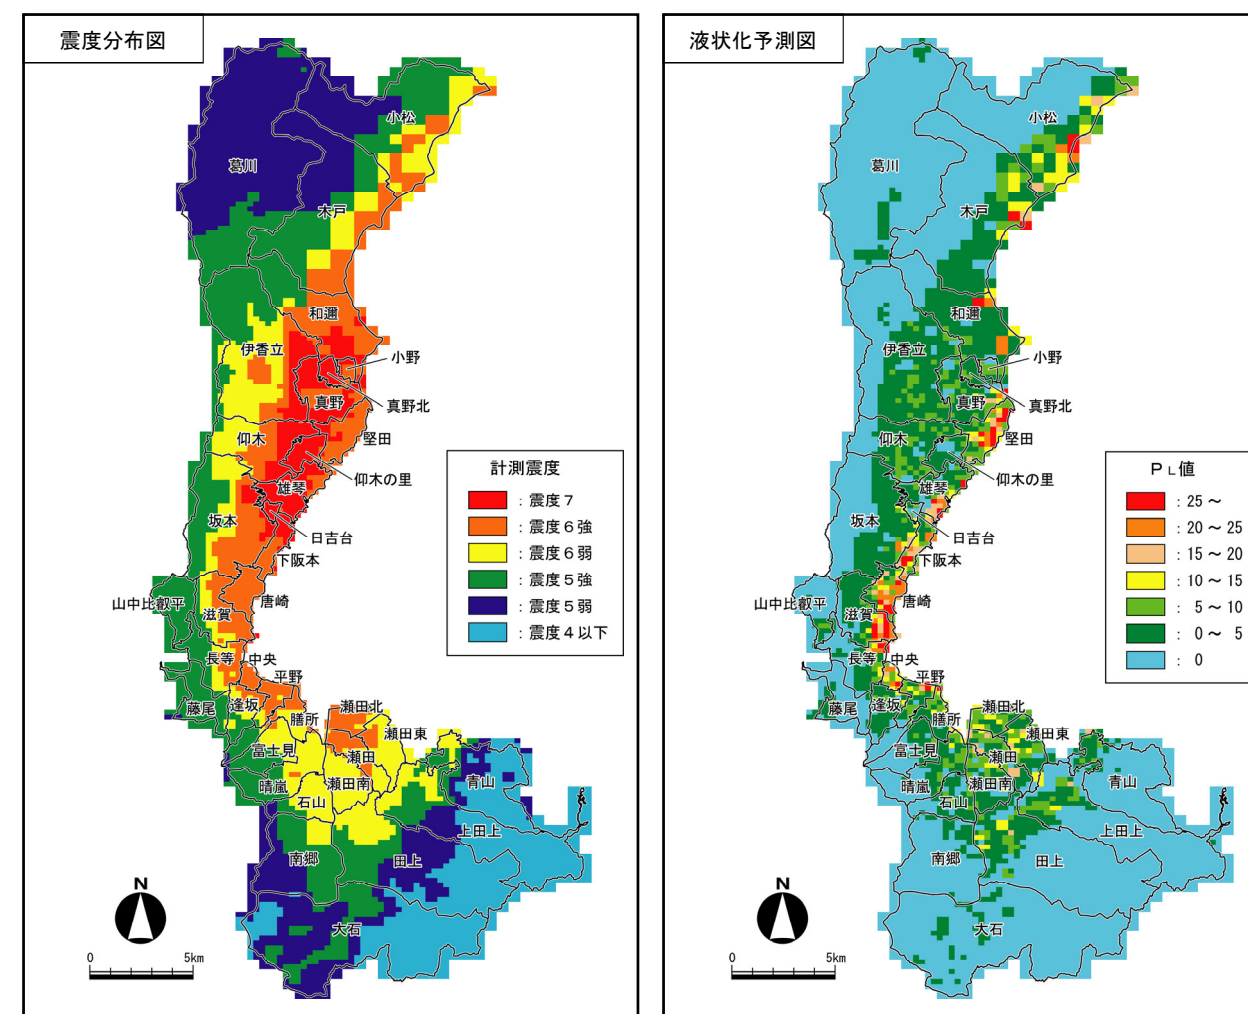 震度分布図
小松
葛川
木戸
和邇
伊香立
小野
真野北
真野
堅田
仰木
仰木の里
雄琴
坂本
日吉台
下阪本
山中比叡平
唐崎
滋賀
長等
中央
平野
藤尾
逢坂
膳所
瀬田北
瀬田東
富士見
瀬田
晴嵐
瀬田南
青山
石山
上田上
南郷
田上
大石
計測震度
：震度７
：震度６強
：震度６弱
：震度５強
：震度５弱
：震度４以下
N
0 5km
液状化予測図
小松
葛川
木戸
和邇
伊香立
小野
真野北
真野
堅田
仰木
仰木の里
雄琴
坂本
日吉台
下阪本
山中比叡平
唐崎
滋賀
長等
中央
平野
藤尾
逢坂
膳所
瀬田北
瀬田東
富士見
瀬田
晴嵐
瀬田南
青山
石山
上田上
南郷
田上
大石
ＰL値
：25～
：20～25
：15～20
：10～15
：5～10
：0～5
：0
N
0 5km